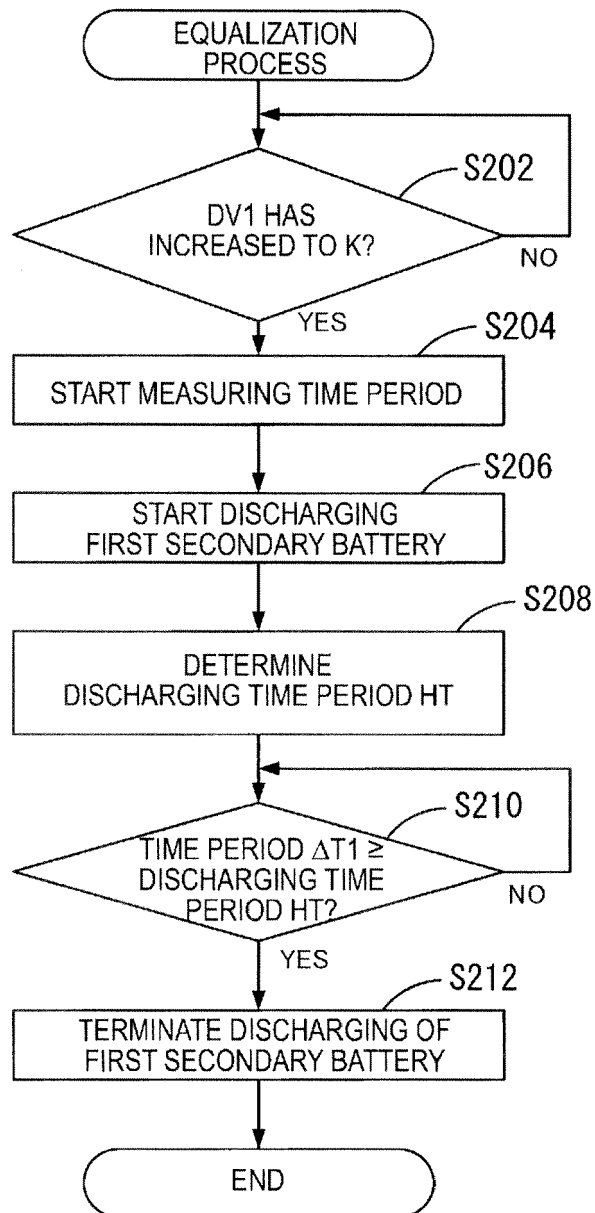 EQUALIZATION
PROCESS
S202
DV1 HAS
INCREASED TO K?
NO
YES
S204
START MEASURING TIME PERIOD
S206
START DISCHARGING
FIRST SECONDARY BATTERY
S208
DETERMINE
DISCHARGING TIME PERIOD HT
S210
TIME PERIOD ΔT1 ≥
DISCHARGING TIME
PERIOD HT?
NO
YES
S212
TERMINATE DISCHARGING OF
FIRST SECONDARY BATTERY
END